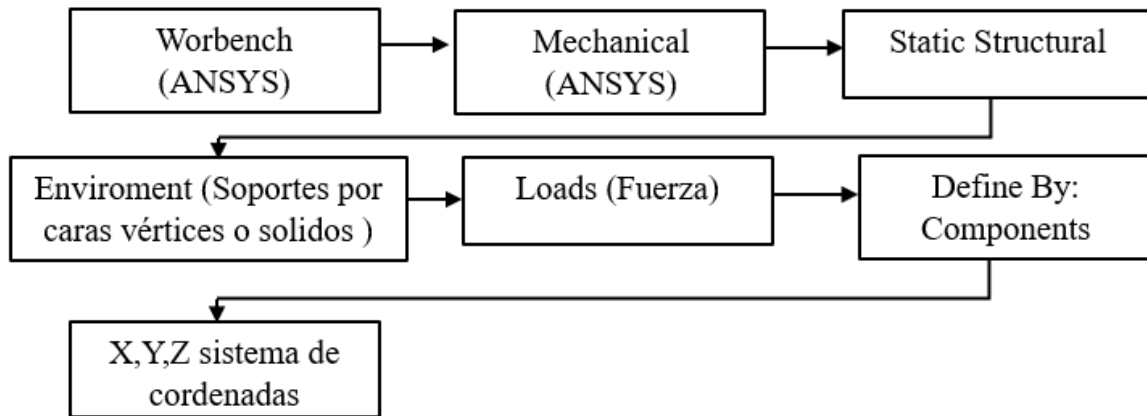 Worbench
(ANSYS)
Mechanical
(ANSYS)
Static Structural
Enviroment (Soportes por
caras vértices o solidos )
Loads (Fuerza)
Define By:
Components
X,Y,Z sistema de
cordenadas